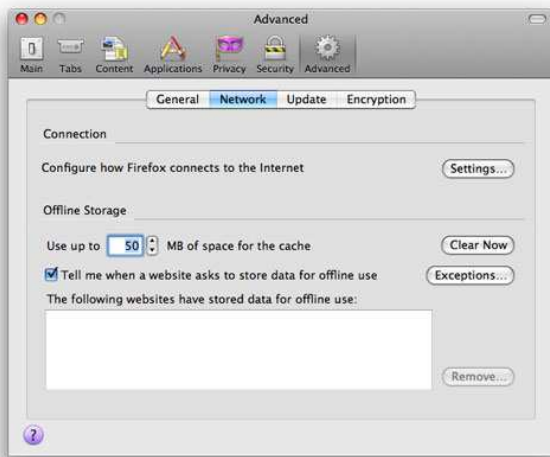 Advanced
Main Tabs Content Applications Privacy Security Advanced
General Network Update Encryption
Connection
Configure how Firefox connects to the Internet Settings...
Offline Storage
Use up to 50 MB of space for the cache Clear Now
Tell me when a website asks to store data for offline use Exceptions...
The following websites have stored data for offline use:
Remove...
?